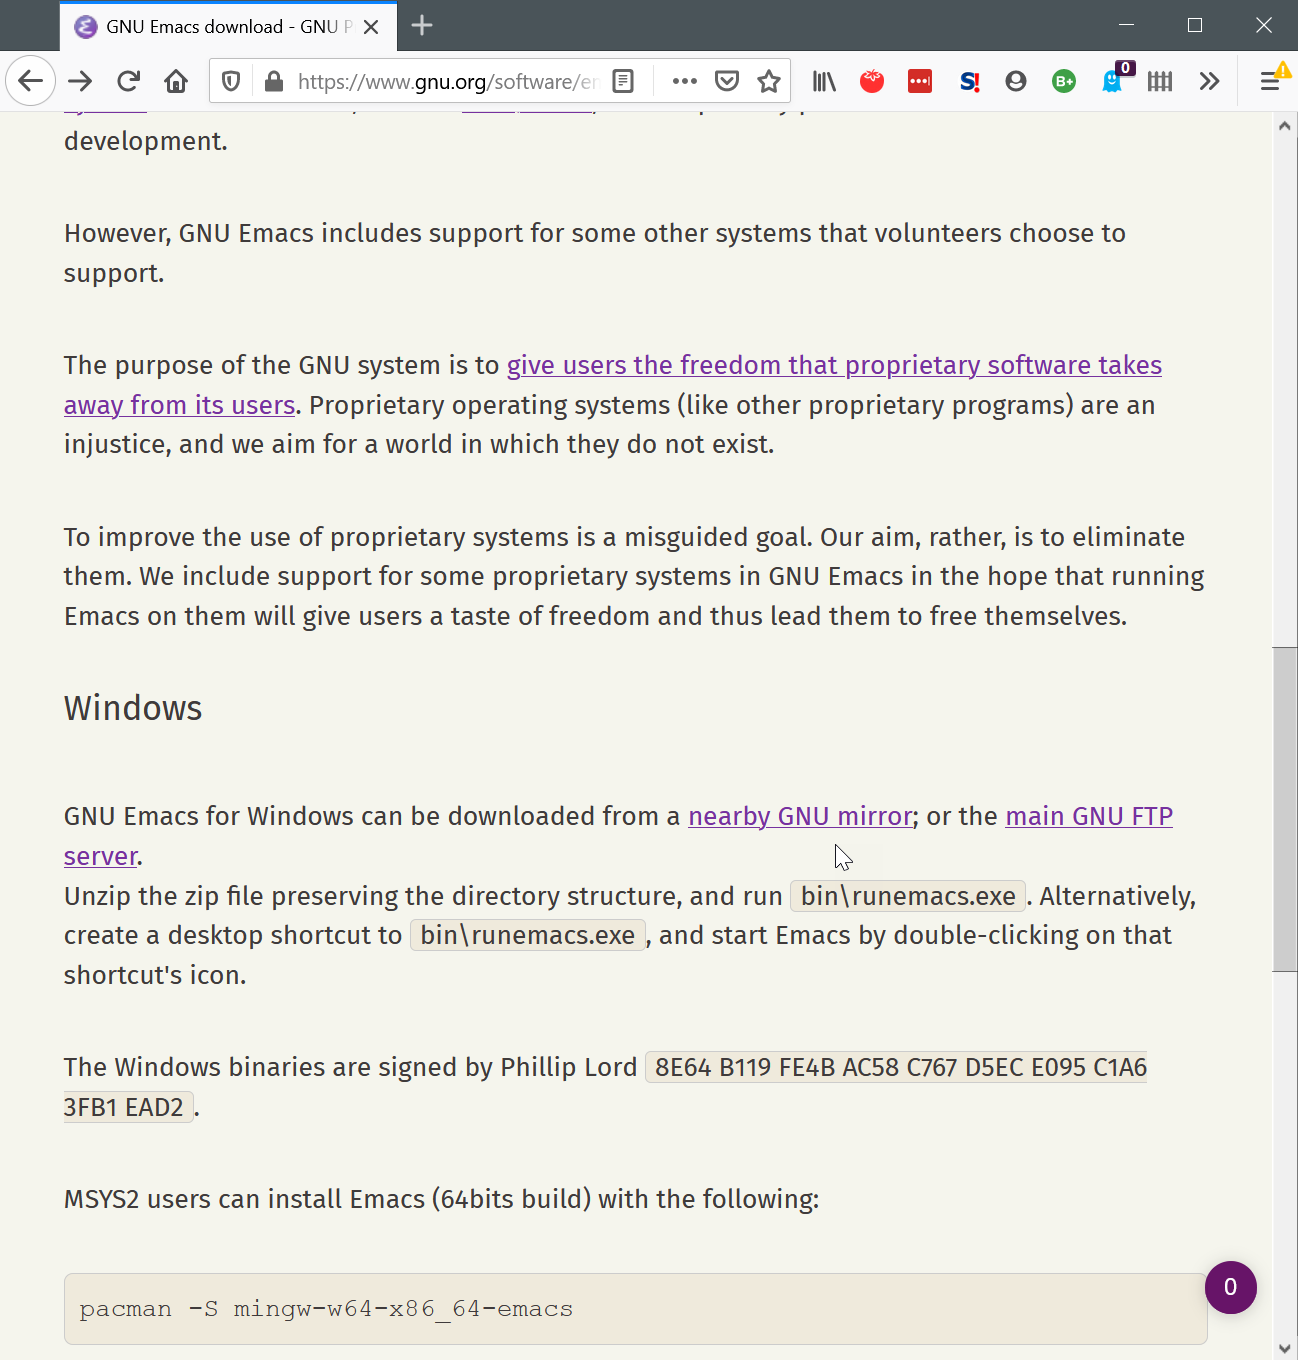 GNU Emacs download - GNU P
https://www.gnu.org/software/en
S!
B+
0
development.
However, GNU Emacs includes support for some other systems that volunteers choose to
support.
The purpose of the GNU system is to give users the freedom that proprietary software takes
away from its users. Proprietary operating systems (like other proprietary programs) are an
injustice, and we aim for a world in which they do not exist.
To improve the use of proprietary systems is a misguided goal. Our aim, rather, is to eliminate
them. We include support for some proprietary systems in GNU Emacs in the hope that running
Emacs on them will give users a taste of freedom and thus lead them to free themselves.
Windows
GNU Emacs for Windows can be downloaded from a nearby GNU mirror; or the main GNU FTP
server.
Unzip the zip file preserving the directory structure, and run bin\runemacs.exe. Alternatively,
create a desktop shortcut to bin\runemacs.exe, and start Emacs by double-clicking on that
shortcut's icon.
The Windows binaries are signed by Phillip Lord 8E64 B119 FE4B AC58 C767 D5EC E095 C1A6
3FB1 EAD2.
MSYS2 users can install Emacs (64bits build) with the following:
pacman -S mingw-w64-x86_64-emacs
0